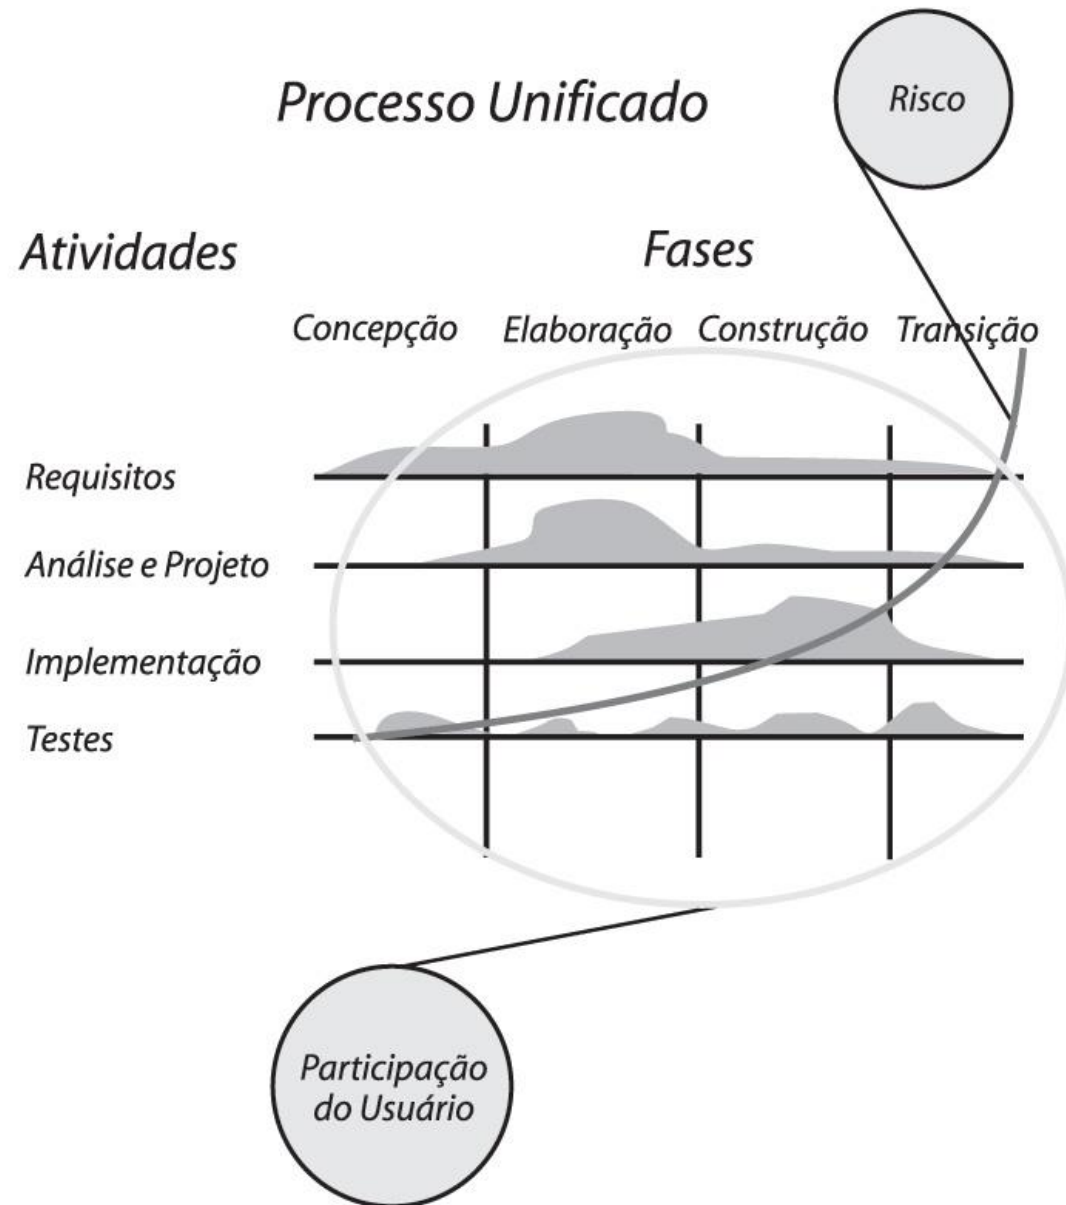 Processo Unificado
Risco
Atividades
Fases
Concepção
Elaboração
Construção
Transição
Requisitos
Análise e Projeto
Implementação
Testes
Participação
do Usuário